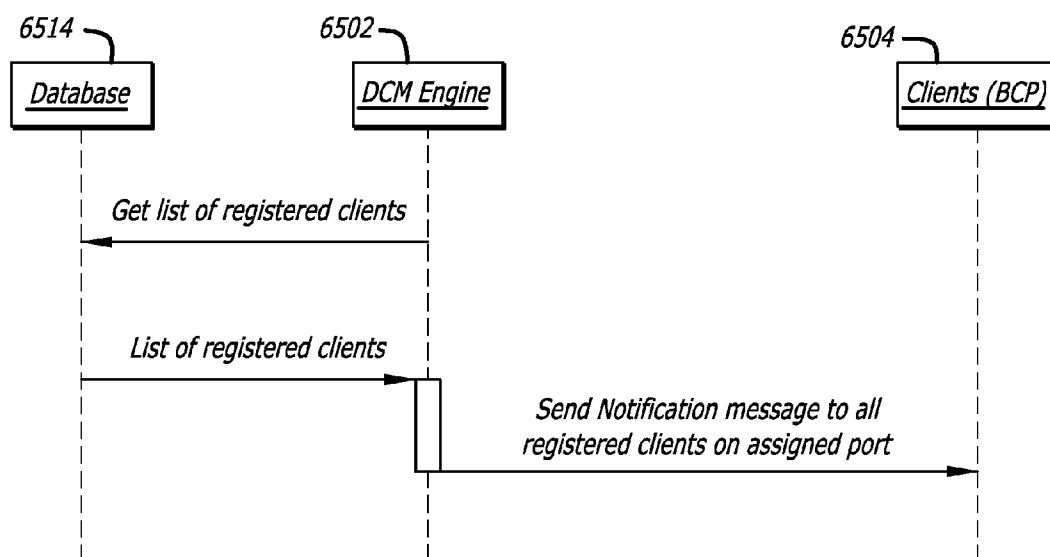 6514
6502
6504
Database
DCM Engine
Clients (BCP)
Get list of registered clients
List of registered clients
Send Notification message to all
registered clients on assigned port